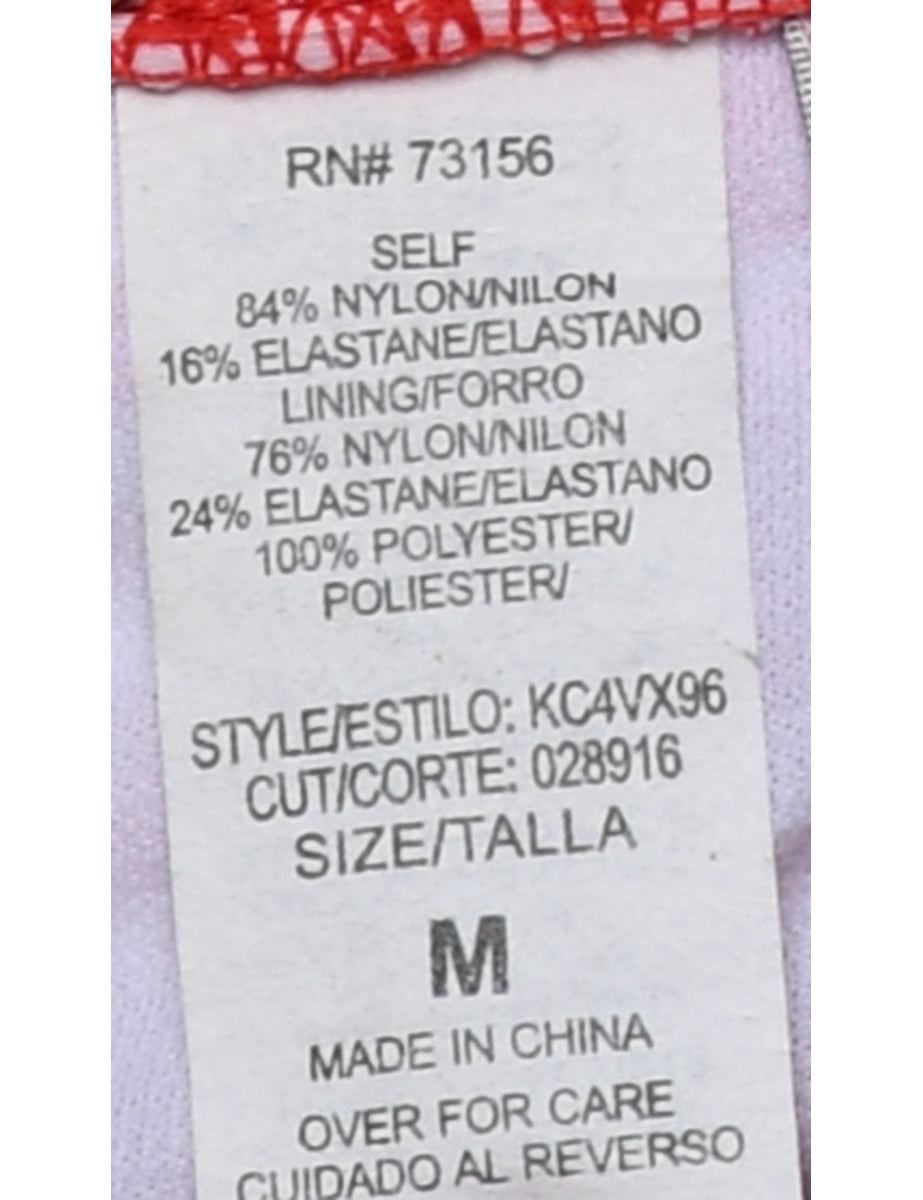 RN# 73156
SELF
84% NYLON/NILON
16% ELASTANE/ELASTANO
LINING/FORRO
76% NYLON/NILON
24% ELASTANE/ELASTANO
100% POLYESTER/
POLIESTER/
STYLE/ESTILO: KC4VX96
CUT/CORTE: 028916
SIZE/TALLA
M
MADE IN CHINA
OVER FOR CARE
CUIDADO AL REVERSO